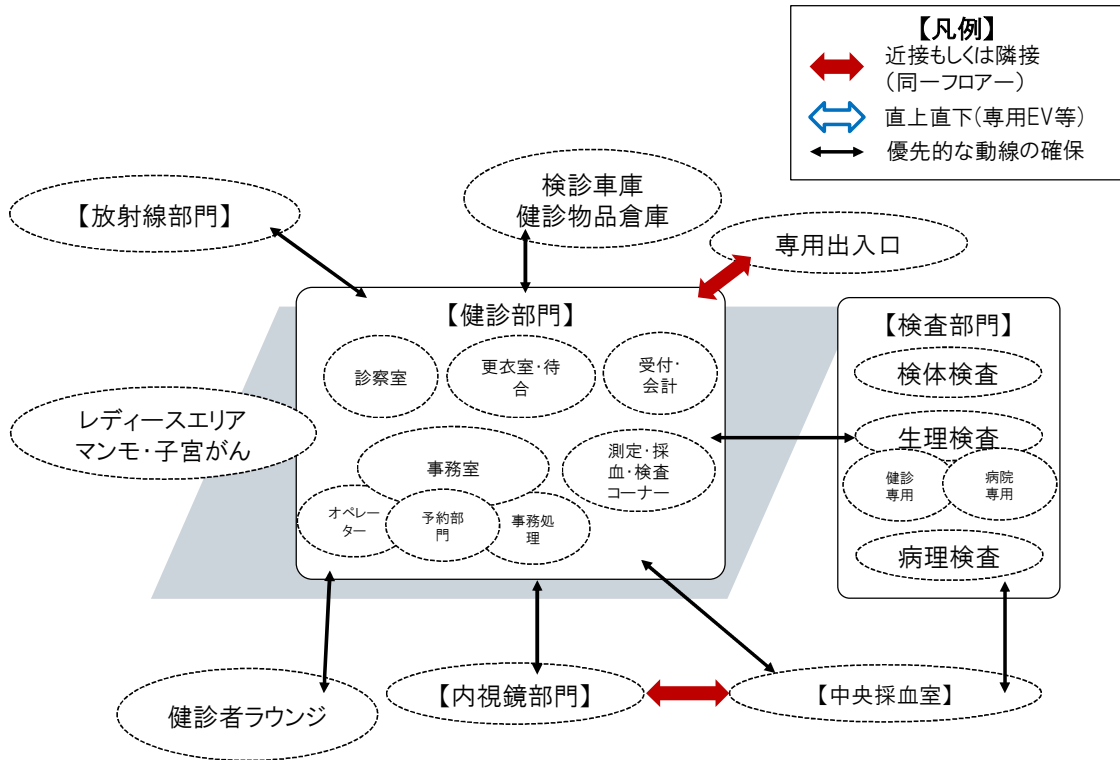 【凡例】
近接もしくは隣接
(同一フロアー)
直上直下(専用EV等)
優先的な動線の確保
【放射線部門】
検診車庫
健診物品倉庫
専用出入口
【健診部門】
診察室
更衣室・待
合
受付・
会計
レディースエリア
マンモ・子宮がん
事務室
測定・採
血・検査
コーナー
オペレー
ター
予約部
門
事務処
理
【検査部門】
検体検査
生理検査
健診
専用
病院
専用
病理検査
健診者ラウンジ
【内視鏡部門】
【中央採血室】